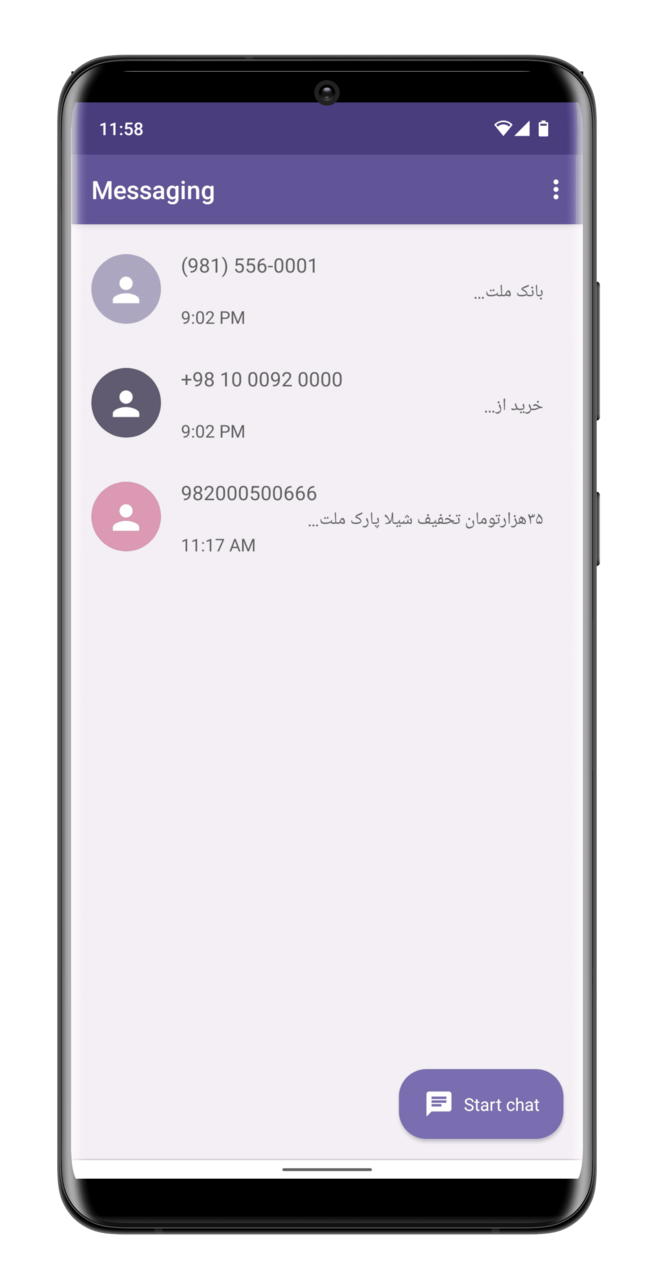 11:58
Messaging
(981) 556-0001
بانک ملت...
9:02 PM
+98 10 0092 0000
خرید از...
9:02 PM
982000500666
۳۵هزارتومان تخفیف شیلا پارک ملت...
11:17 AM
Start chat